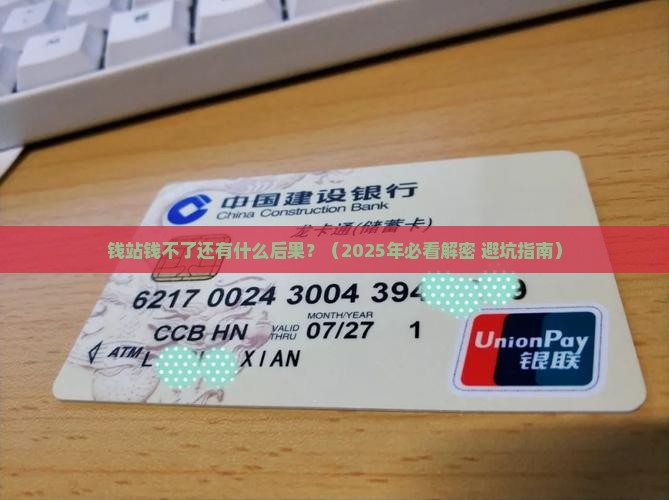 中国建设银行
China Construction Bank
龙卡通(储蓄卡)
钱站钱不了还有什么后果？（2025年必看解密 避坑指南）
6217 0024 3004 394 9
MONTH/YEAR
CCB HN VALID THRU 07/27 1
ATM L XIAN
UnionPay
银联